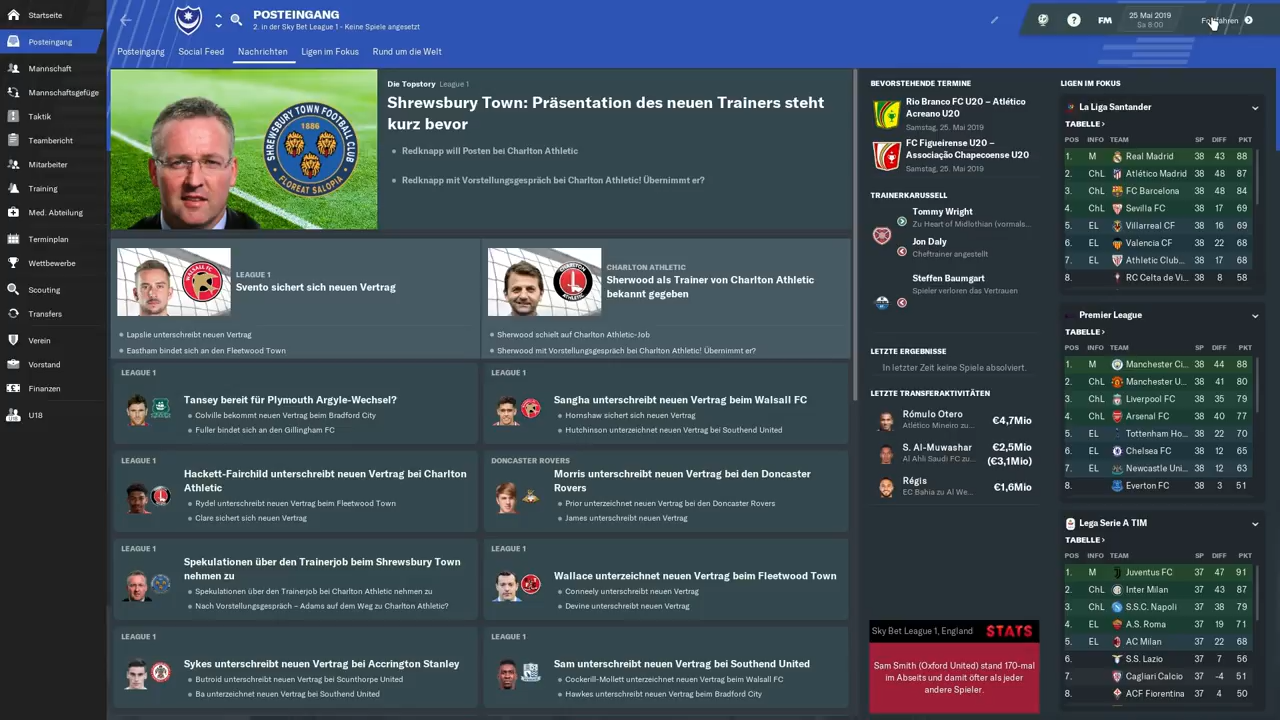 POSTEINGANG
2. in der Sky Bet League 1 - Keine Spiele angesetzt
FM
25 Mai 2019
Sa 8:00
Fortfahren
Posteingang
Social Feed
Nachrichten
Ligen im Fokus
Rund um die Welt
Startseite
Posteingang
Mannschaft
Mannschaftsgefüge
Taktik
Teambericht
Mitarbeiter
Training
Med. Abteilung
Terminplan
Wettbewerbe
Scouting
Transfers
Verein
Vorstand
Finanzen
U18
SHREWSBURY TOWN FOOTBALL CLUB
1886
FLOREAT SALOPIA
Die Topstory League 1
Shrewsbury Town: Präsentation des neuen Trainers steht
kurz bevor
Redknapp will Posten bei Charlton Athletic
Redknapp mit Vorstellungsgespräch bei Charlton Athletic! Übernimmt er?
LEAGUE 1
Svento sichert sich neuen Vertrag
Lapslie unterschreibt neuen Vertrag
Eastham bindet sich an den Fleetwood Town
CHARLTON ATHLETIC
Sherwood als Trainer von Charlton Athletic
bekannt gegeben
Sherwood schielt auf Charlton Athletic-Job
Sherwood mit Vorstellungsgespräch bei Charlton Athletic! Übernimmt er?
LEAGUE 1
Tansey bereit für Plymouth Argyle-Wechsel?
Colville bekommt neuen Vertrag beim Bradford City
Fuller bindet sich an den Gillingham FC
LEAGUE 1
Sangha unterschreibt neuen Vertrag beim Walsall FC
Hornshaw sichert sich neuen Vertrag
Hutchinson unterzeichnet neuen Vertrag bei Southend United
LEAGUE 1
Hackett-Fairchild unterschreibt neuen Vertrag bei Charlton
Athletic
Rydel unterschreibt neuen Vertrag beim Fleetwood Town
Clare sichert sich neuen Vertrag
DONCASTER ROVERS
Morris unterschreibt neuen Vertrag bei den Doncaster
Rovers
Prior unterzeichnet neuen Vertrag bei den Doncaster Rovers
James unterschreibt neuen Vertrag
LEAGUE 1
Spekulationen über den Trainerjob beim Shrewsbury Town
nehmen zu
Spekulationen über den Trainerjob bei Charlton Athletic nehmen zu
Nach Vorstellungsgespräch – Adams auf dem Weg zu Charlton Athletic?
LEAGUE 1
Wallace unterzeichnet neuen Vertrag beim Fleetwood Town
Conneely unterschreibt neuen Vertrag
Devine unterschreibt neuen Vertrag
LEAGUE 1
Sykes unterschreibt neuen Vertrag bei Accrington Stanley
Butroid unterschreibt neuen Vertrag bei Scunthorpe United
Ba unterzeichnet neuen Vertrag bei Southend United
LEAGUE 1
Sam unterschreibt neuen Vertrag bei Southend United
Cockerill-Mollett unterschreibt neuen Vertrag beim Walsall FC
Hawkes unterschreibt neuen Vertrag beim Bradford City
BEVORSTEHENDE TERMINE
Rio Branco FC U20 – Atlético
Acreano U20
Samstag, 25. Mai 2019
FC Figueirense U20 –
Associação Chapecoense U20
Samstag, 25. Mai 2019
TRAINERKARUSSELL
Tommy Wright
Zu Heart of Midlothian (vormals...
Jon Daly
Cheftrainer angestellt
Steffen Baumgart
Spieler verloren das Vertrauen
LETZTE ERGEBNISSE
In letzter Zeit keine Spiele absolviert.
LETZTE TRANSFERAKTIVITÄTEN
Rómulo Otero €4,7Mio
Atlético Mineiro zu...
S. Al-Muwashar €2,5Mio
Al Ahli Saudi FC zu... (€3,1Mio)
Régis €1,6Mio
EC Bahia zu Al We...
Sky Bet League 1, England STATS
Sam Smith (Oxford United) stand 170-mal
im Abseits und damit öfter als jeder
andere Spieler.
LIGEN IM FOKUS
La Liga Santander
TABELLE ›
POS INFO TEAM SP DIFF PKT
1. M Real Madrid 38 43 88
2. ChL Atlético Madrid 38 48 87
3. ChL FC Barcelona 38 48 84
4. ChL Sevilla FC 38 17 69
5. EL Villarreal CF 38 16 69
6. EL Valencia CF 38 22 68
7. EL Athletic Club... 38 17 68
8. RC Celta de Vi... 38 8 58
Premier League
TABELLE ›
POS INFO TEAM SP DIFF PKT
1. M Manchester Ci... 38 44 88
2. ChL Manchester U... 38 41 80
3. ChL Liverpool FC 38 35 79
4. ChL Arsenal FC 38 40 77
5. EL Tottenham Ho... 38 22 70
6. EL Chelsea FC 38 12 65
7. EL Newcastle Uni... 38 12 63
8. Everton FC 38 3 51
Lega Serie A TIM
TABELLE ›
POS INFO TEAM SP DIFF PKT
1. M Juventus FC 37 47 91
2. ChL Inter Milan 37 43 87
3. ChL S.S.C. Napoli 37 38 79
4. ChL A.S. Roma 37 19 71
5. EL AC Milan 37 22 68
6. S.S. Lazio 37 7 56
7. Cagliari Calcio 37 -4 51
8. ACF Fiorentina 37 4 50